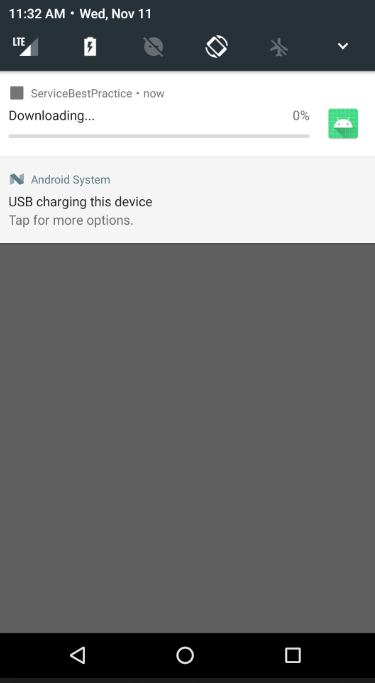 11:32 AM • Wed, Nov 11
LTE
ServiceBestPractice • now
Downloading... 0%
Android System
USB charging this device
Tap for more options.